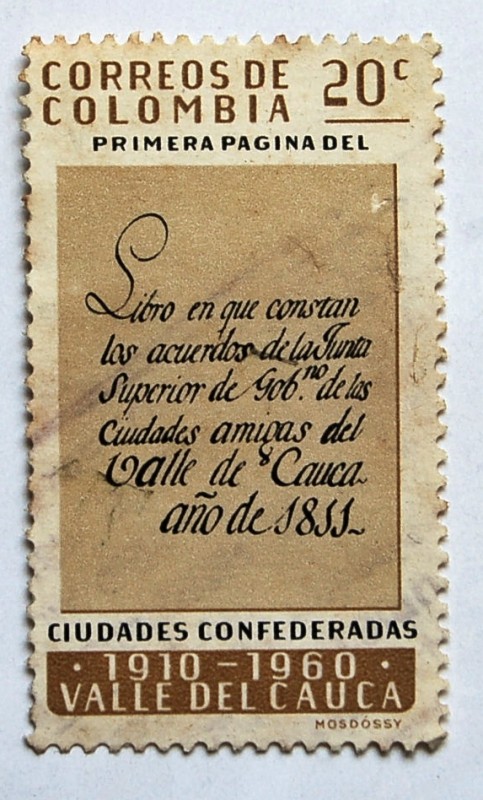 CORREOS DE
COLOMBIA 20c
PRIMERA PAGINA DEL
Libro en que constan
los acuerdos de la Junta
Superior de Gob.no de las
Ciudades amigas del
Valle de Cauca
año de 1811
CIUDADES CONFEDERADAS
· 1910 - 1960 ·
VALLE DEL CAUCA
MOSDÓSSY